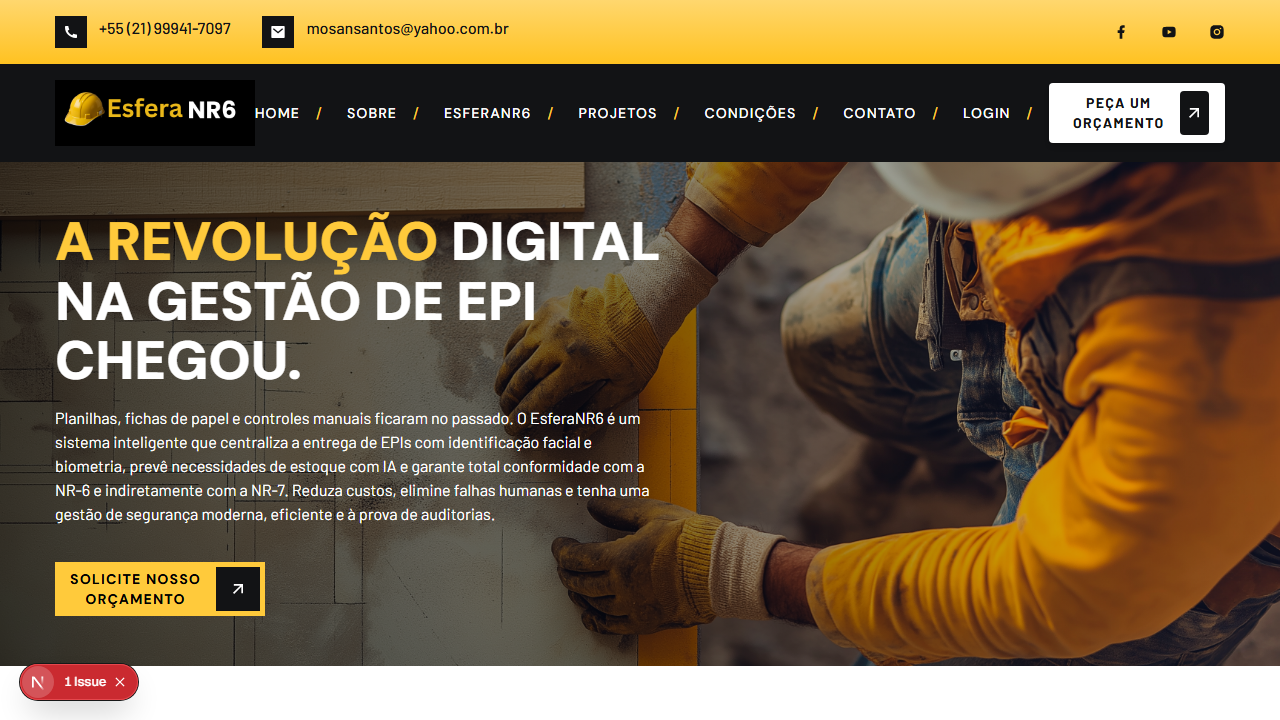 +55 (21) 99941-7097
mosansantos@yahoo.com.br
Esfera NR6
HOME / SOBRE / ESFERANR6 / PROJETOS / CONDIÇÕES / CONTATO / LOGIN /
PEÇA UM
ORÇAMENTO
A REVOLUÇÃO DIGITAL
NA GESTÃO DE EPI
CHEGOU.
Planilhas, fichas de papel e controles manuais ficaram no passado. O EsferaNR6 é um
sistema inteligente que centraliza a entrega de EPIs com identificação facial e
biometria, prevê necessidades de estoque com IA e garante total conformidade com a
NR-6 e indiretamente com a NR-7. Reduza custos, elimine falhas humanas e tenha uma
gestão de segurança moderna, eficiente e à prova de auditorias.
SOLICITE NOSSO
ORÇAMENTO
N
1 Issue